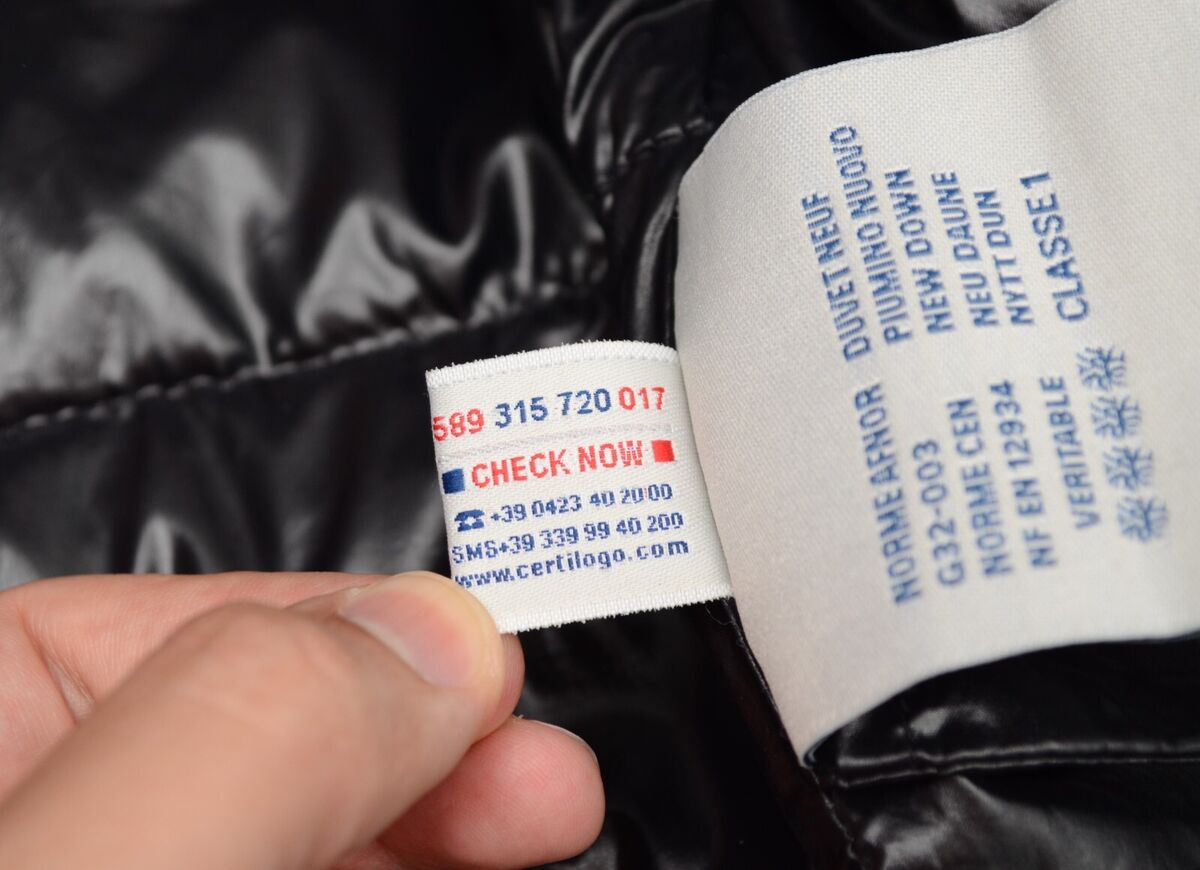 589 315 720 017
CHECK NOW
+39 0423 40 20 00
SMS+39 339 99 40 200
www.certilogo.com
DUVET NEUF
PIUMINO NUOVO
NEW DOWN
NEU DAUNE
NYTT DUN
CLASSE 1
NORME AFNOR
G32-003
NORME CEN
NF EN 12934
VERITABLE